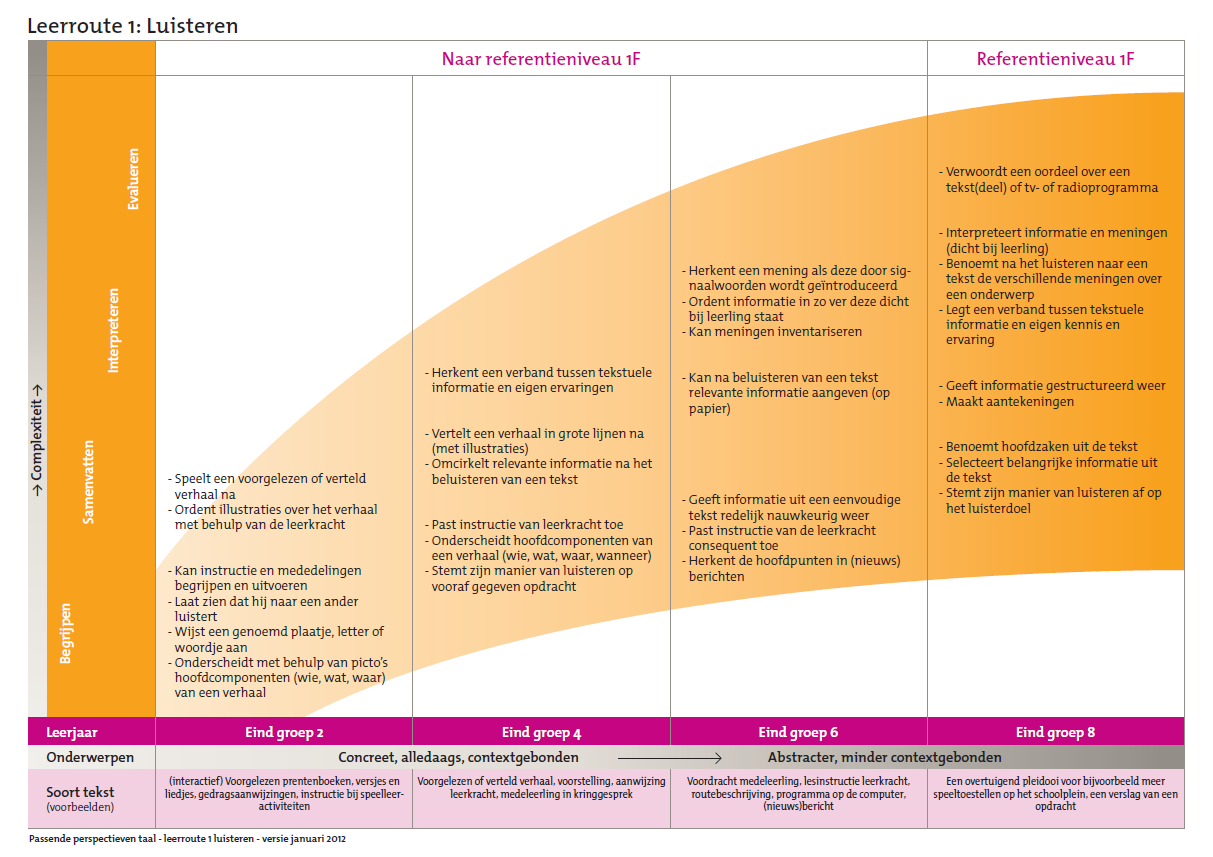 Leerroute 1: Luisteren
Naar referentieniveau 1F
Referentieniveau 1F
→ Complexiteit →
Evalueren
Interpreteren
Samenvatten
Begrijpen
- Speelt een voorgelezen of verteld
verhaal na
- Ordent illustraties over het verhaal
met behulp van de leerkracht
- Kan instructie en mededelingen
begrijpen en uitvoeren
- Laat zien dat hij naar een ander
luistert
- Wijst een genoemd plaatje, letter of
woordje aan
- Onderscheidt met behulp van picto's
hoofdcomponenten (wie, wat, waar)
van een verhaal
- Herkent een verband tussen tekstuele
informatie en eigen ervaringen
- Vertelt een verhaal in grote lijnen na
(met illustraties)
- Omcirkelt relevante informatie na het
beluisteren van een tekst
- Past instructie van leerkracht toe
- Onderscheidt hoofdcomponenten van
een verhaal (wie, wat, waar, wanneer)
- Stemt zijn manier van luisteren op
vooraf gegeven opdracht
- Herkent een mening als deze door sig-
naalwoorden wordt geïntroduceerd
- Ordent informatie in zo ver deze dicht
bij leerling staat
- Kan meningen inventariseren
- Kan na beluisteren van een tekst
relevante informatie aangeven (op
papier)
- Geeft informatie uit een eenvoudige
tekst redelijk nauwkeurig weer
- Past instructie van de leerkracht
consequent toe
- Herkent de hoofdpunten in (nieuws)
berichten
- Verwoordt een oordeel over een
tekst(deel) of tv- of radioprogramma
- Interpreteert informatie en meningen
(dicht bij leerling)
- Benoemt na het luisteren naar een
tekst de verschillende meningen over
een onderwerp
- Legt een verband tussen tekstuele
informatie en eigen kennis en
ervaring
- Geeft informatie gestructureerd weer
- Maakt aantekeningen
- Benoemt hoofdzaken uit de tekst
- Selecteert belangrijke informatie uit
de tekst
- Stemt zijn manier van luisteren af op
het luisterdoel
Leerjaar
Eind groep 2
Eind groep 4
Eind groep 6
Eind groep 8
Onderwerpen
Concreet, alledaags, contextgebonden → Abstracter, minder contextgebonden
Soort tekst
(voorbeelden)
(interactief) Voorgelezen prentenboeken, versjes en
liedjes, gedragsaanwijzingen, instructie bij speelleer-
activiteiten
Voorgelezen of verteld verhaal, voorstelling, aanwijzing
leerkracht, medeleerling in kringgesprek
Voordracht medeleerling, lesinstructie leerkracht,
routebeschrijving, programma op de computer,
(nieuws)bericht
Een overtuigend pleidooi voor bijvoorbeeld meer
speeltoestellen op het schoolplein, een verslag van een
opdracht
Passende perspectieven taal - leerroute 1 luisteren - versie januari 2012